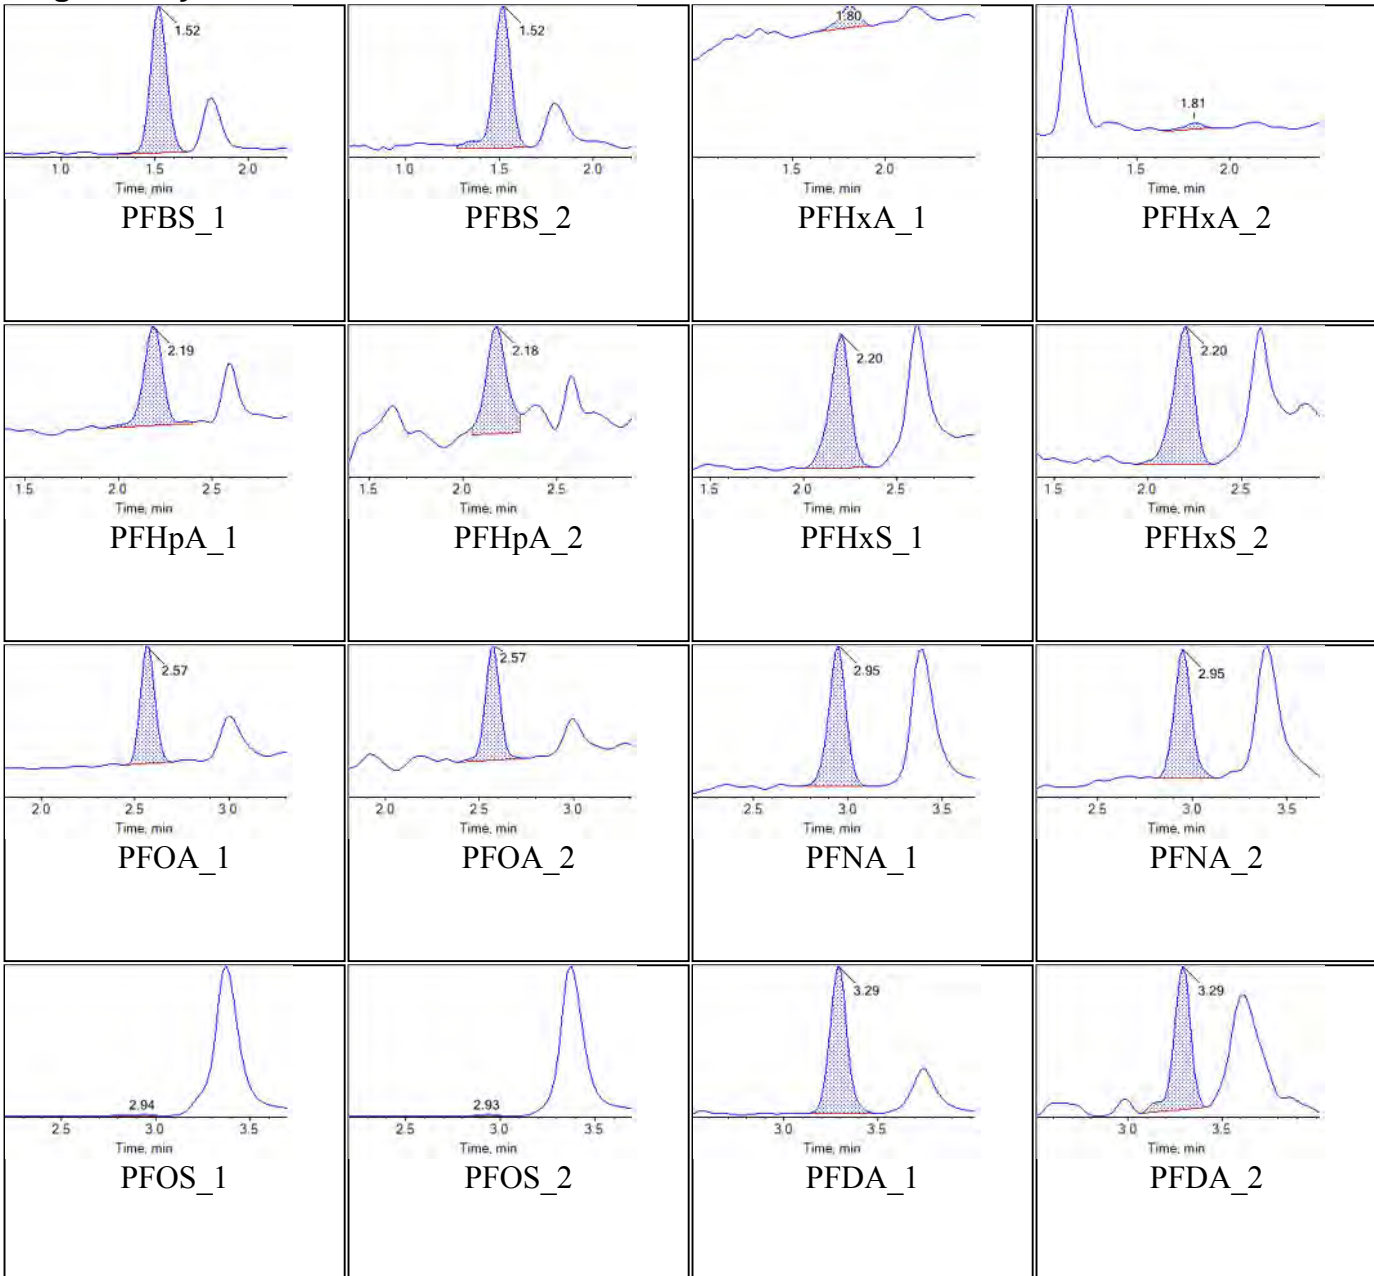 1.52
1.52
1.80
1.81
1.0 1.5 2.0
1.0 1.5 2.0
1.5 2.0
1.5 2.0
Time, min
Time, min
Time, min
Time, min
PFBS_1
PFBS_2
PFHxA_1
PFHxA_2
2.19
2.18
2.20
2.20
1.5 2.0 2.5
1.5 2.0 2.5
1.5 2.0 2.5
1.5 2.0 2.5
Time, min
Time, min
Time, min
Time, min
PFHpA_1
PFHpA_2
PFHxS_1
PFHxS_2
2.57
2.57
2.95
2.95
2.0 2.5 3.0
2.0 2.5 3.0
2.5 3.0 3.5
2.5 3.0 3.5
Time, min
Time, min
Time, min
Time, min
PFOA_1
PFOA_2
PFNA_1
PFNA_2
2.94
2.93
3.29
3.29
2.5 3.0 3.5
2.5 3.0 3.5
3.0 3.5
3.0 3.5
Time, min
Time, min
Time, min
Time, min
PFOS_1
PFOS_2
PFDA_1
PFDA_2